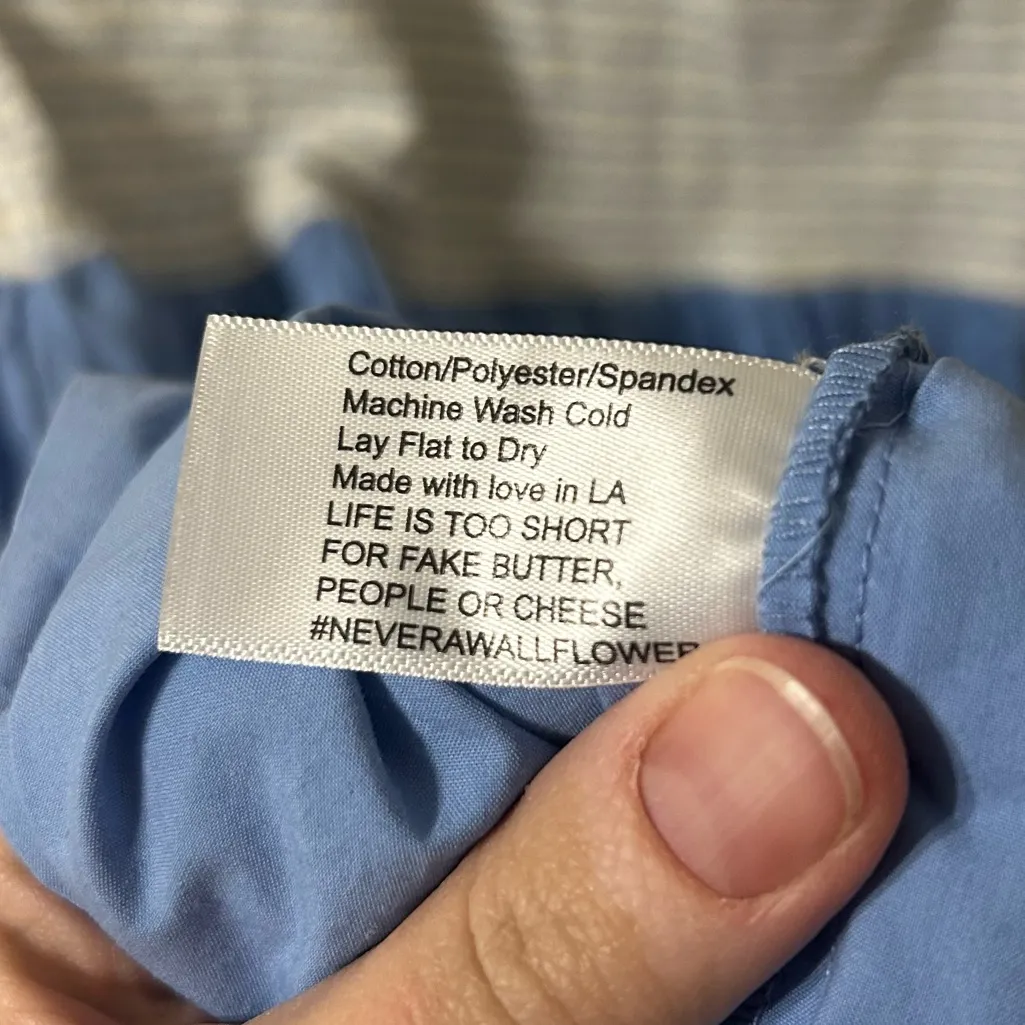 Cotton/Polyester/Spandex
Machine Wash Cold
Lay Flat to Dry
Made with love in LA
LIFE IS TOO SHORT
FOR FAKE BUTTER,
PEOPLE OR CHEESE
#NEVERAWALLFLOWER